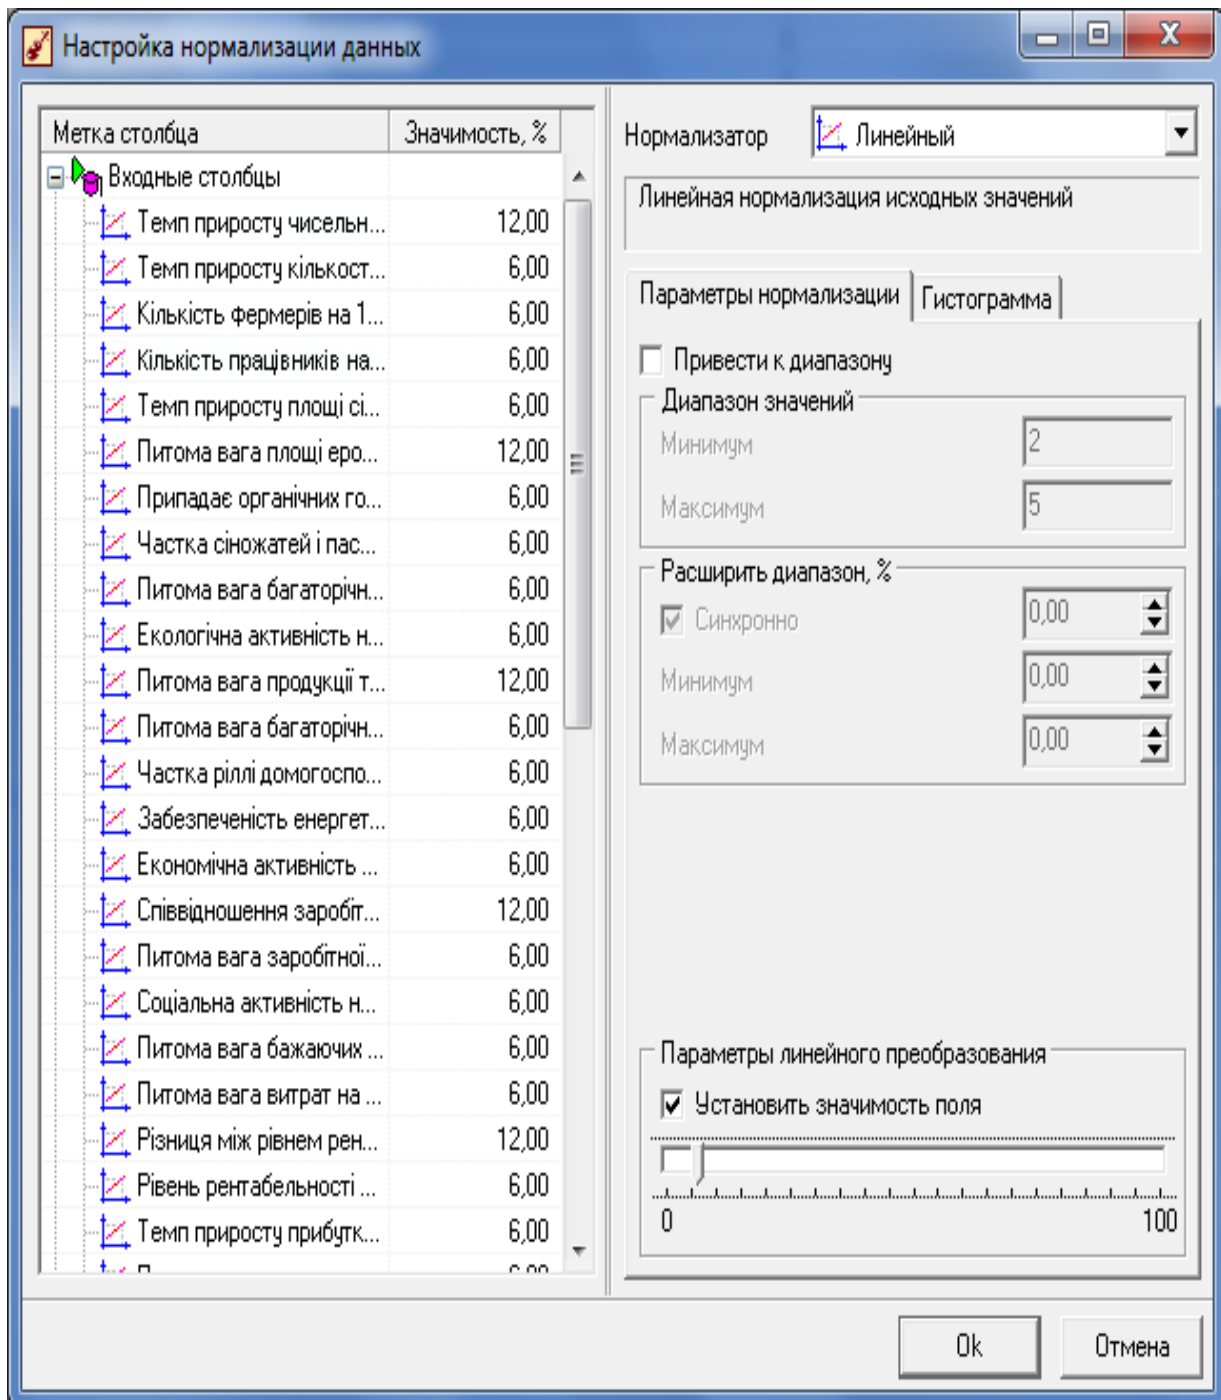 Настройка нормализации данных
Метка столбца Значимость, %
Входные столбцы
Темп приросту чисельн... 12,00
Темп приросту кількост... 6,00
Кількість фермерів на 1... 6,00
Кількість працівників на... 6,00
Темп приросту площі сі... 6,00
Питома вага площі еро... 12,00
Припадає органічних го... 6,00
Частка сіножатей і пас... 6,00
Питома вага багаторічн... 6,00
Екологічна активність н... 6,00
Питома вага продукції т... 12,00
Питома вага багаторічн... 6,00
Частка ріллі домогоспо... 6,00
Забезпеченість енергет... 6,00
Економічна активність ... 6,00
Співвідношення заробіт... 12,00
Питома вага заробітної... 6,00
Соціальна активність н... 6,00
Питома вага бажаючих ... 6,00
Питома вага витрат на ... 6,00
Різниця між рівнем рен... 12,00
Рівень рентабельності ... 6,00
Темп приросту прибутк... 6,00
Нормализатор Линейный
Линейная нормализация исходных значений
Параметры нормализации Гистограмма
Привести к диапазону
Диапазон значений
Минимум 2
Максимум 5
Расширить диапазон, %
Синхронно 0,00
Минимум 0,00
Максимум 0,00
Параметры линейного преобразования
Установить значимость поля
0 100
Ok Отмена